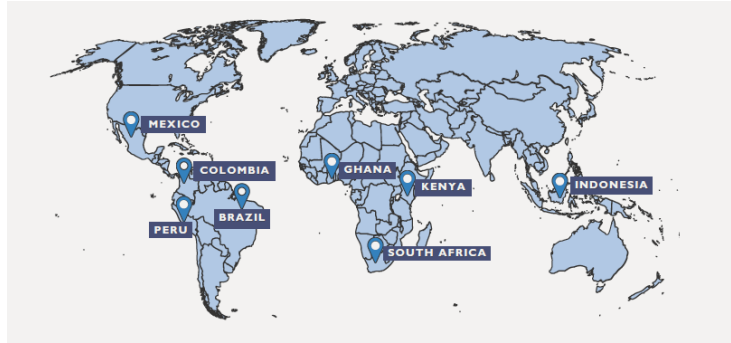 MEXICO
COLOMBIA
GHANA
KENYA
INDONESIA
BRAZIL
PERU
SOUTH AFRICA